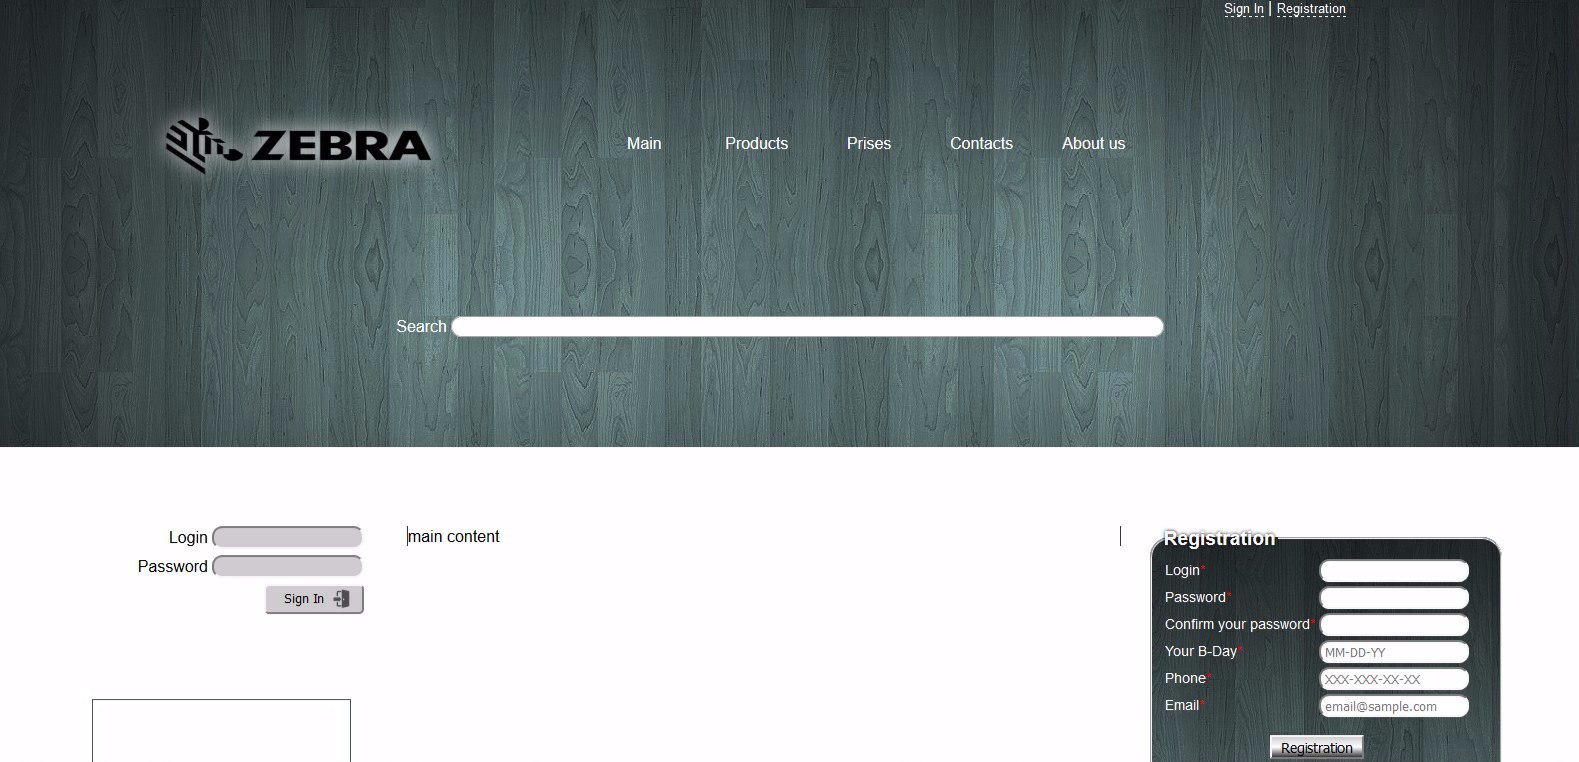 Sign In | Registration
ZEBRA
Main Products Prises Contacts About us
Search
Login
Password
Sign In
main content
Registration
Login*
Password*
Confirm your password*
Your B-Day* MM-DD-YY
Phone* XXX-XXX-XX-XX
Email* email@sample.com
Registration